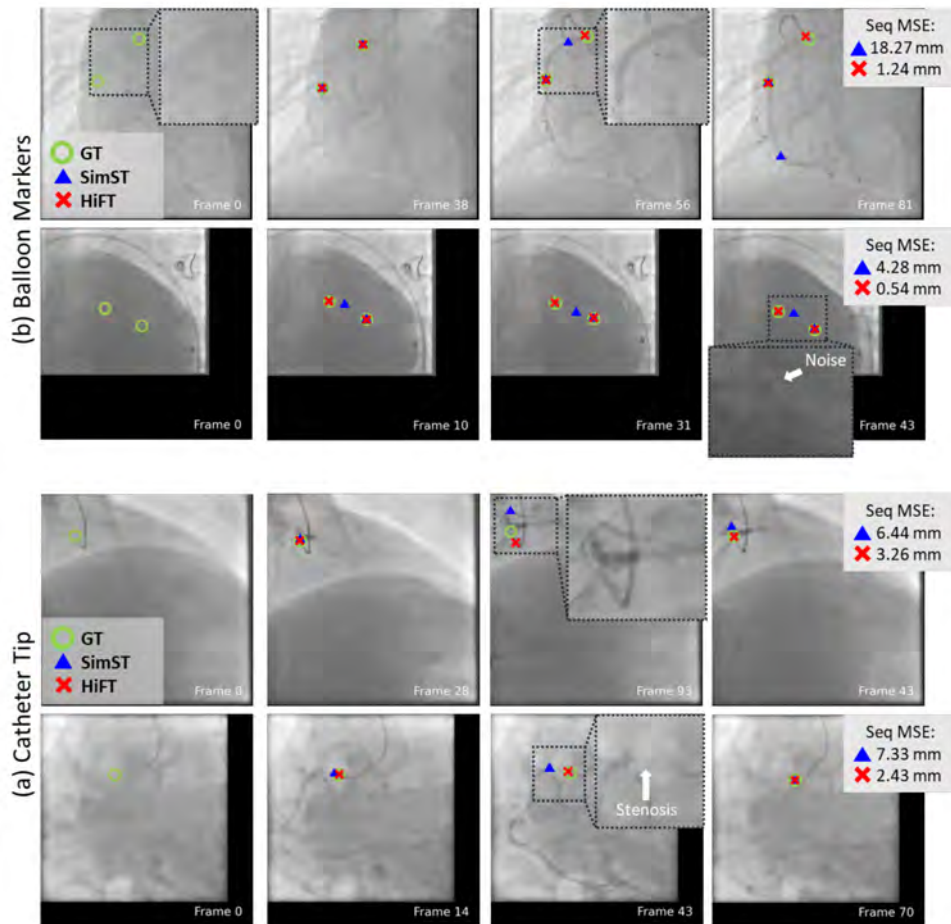 (b) Balloon Markers
GT
SimST
HiFT
Frame 0
Frame 38
Frame 56
Seq MSE:
18.27 mm
1.24 mm
Frame 81
Frame 0
Frame 10
Frame 31
Seq MSE:
4.28 mm
0.54 mm
Noise
Frame 43
(a) Catheter Tip
GT
SimST
HiFT
Frame 0
Frame 28
Frame 93
Seq MSE:
6.44 mm
3.26 mm
Frame 43
Frame 0
Frame 14
Stenosis
Frame 43
Seq MSE:
7.33 mm
2.43 mm
Frame 70